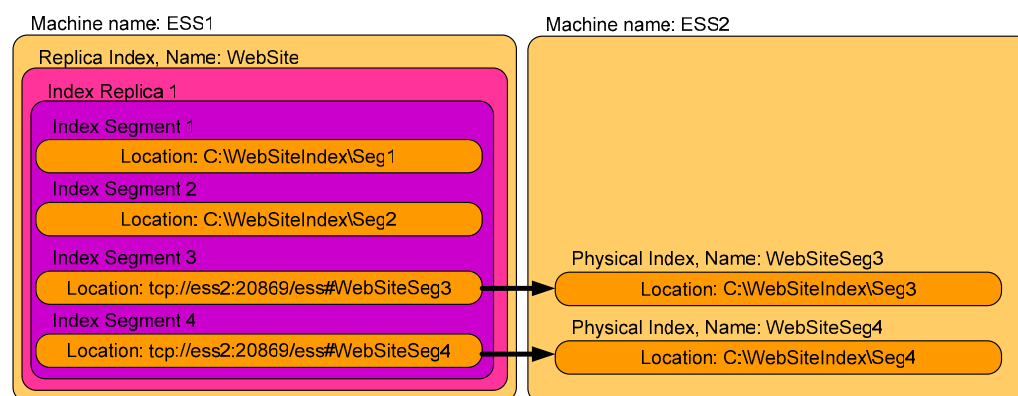 Machine name: ESS1
Replica Index, Name: WebSite
Index Replica 1
Index Segment 1
Location: C:\WebSiteIndex\Seg1
Index Segment 2
Location: C:\WebSiteIndex\Seg2
Index Segment 3
Location: tcp://ess2:20869/ess#WebSiteSeg3
Index Segment 4
Location: tcp://ess2:20869/ess#WebSiteSeg4
Machine name: ESS2
Physical Index, Name: WebSiteSeg3
Location: C:\WebSiteIndex\Seg3
Physical Index, Name: WebSiteSeg4
Location: C:\WebSiteIndex\Seg4